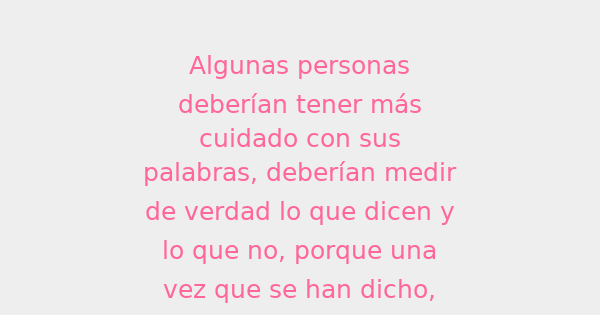 Algunas personas
deberían tener más
cuidado con sus
palabras, deberían medir
de verdad lo que dicen y
lo que no, porque una
vez que se han dicho,